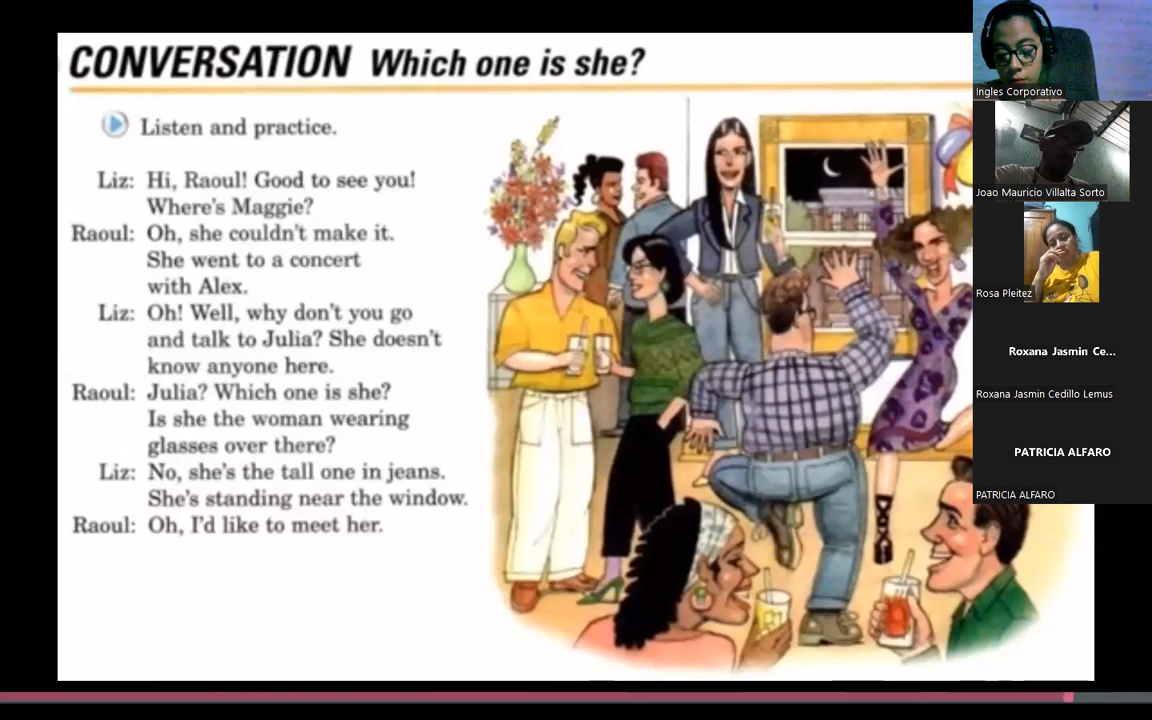 CONVERSATION Which one is she?
Listen and practice.
Liz: Hi, Raoul! Good to see you!
Where's Maggie?
Raoul: Oh, she couldn't make it.
She went to a concert
with Alex.
Liz: Oh! Well, why don't you go
and talk to Julia? She doesn't
know anyone here.
Raoul: Julia? Which one is she?
Is she the woman wearing
glasses over there?
Liz: No, she's the tall one in jeans.
She's standing near the window.
Raoul: Oh, I'd like to meet her.
Ingles Corporativo
Joao Mauricio Villalta Sorto
Rosa Pleitez
Roxana Jasmin Ce...
Roxana Jasmin Cedillo Lemus
PATRICIA ALFARO
PATRICIA ALFARO